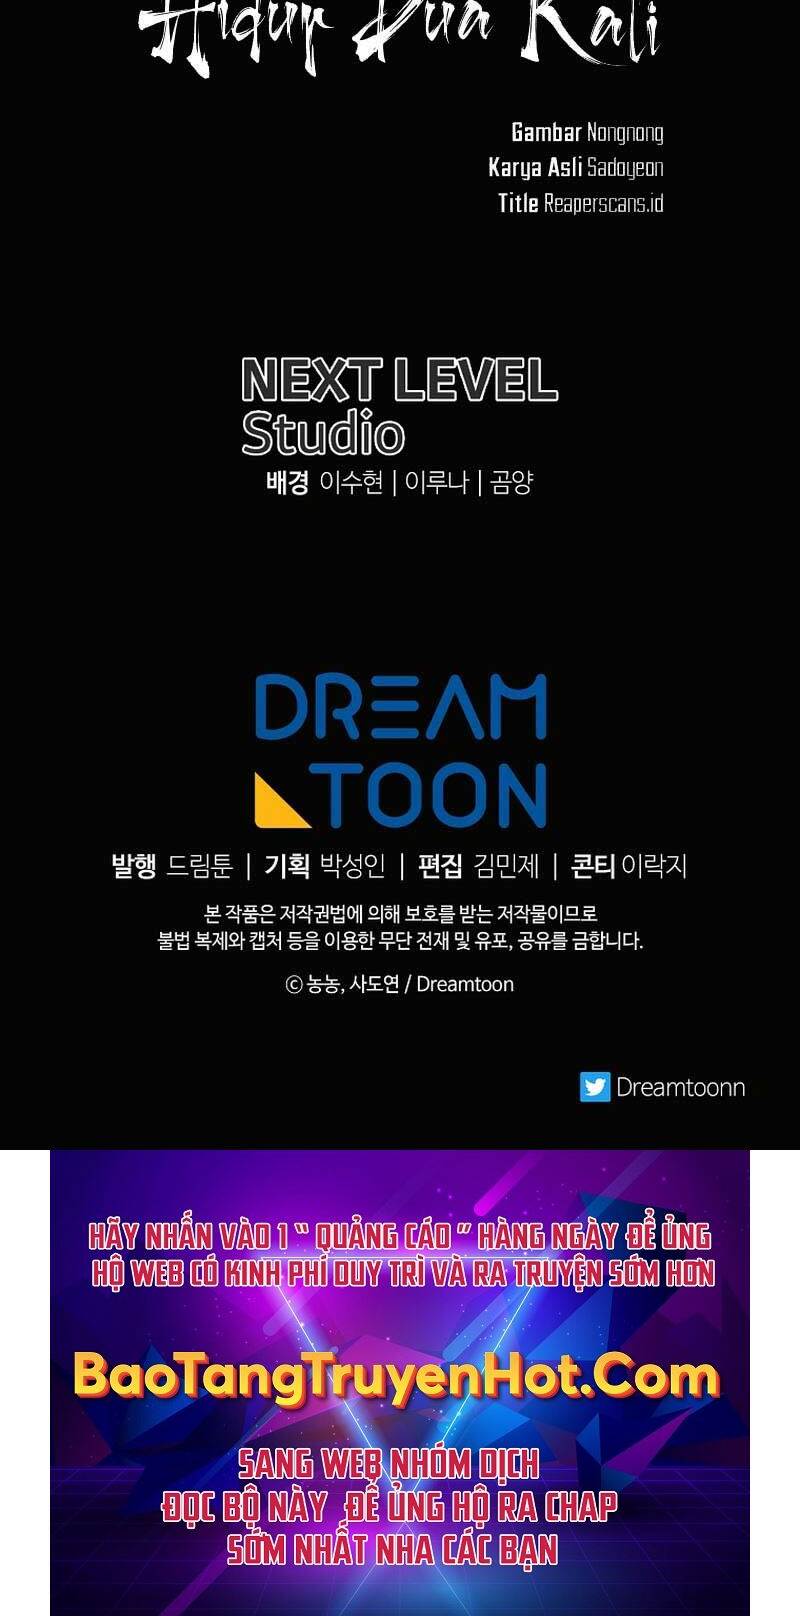 Hidup Dua Kali
Gambar Nongnong
Karya Asli Sadoyeon
Title Reaperscans.id
NEXT LEVEL
Studio
배경 이수현 | 이루나 | 곰양
DREAM
TOON
발행 드림툰 | 기획 박성인 | 편집 김민제 | 콘티 이락지
본 작품은 저작권법에 의해 보호를 받는 저작물이므로
불법 복제와 캡처 등을 이용한 무단 전재 및 유포, 공유를 금합니다.
ⓒ 농농, 사도연 / Dreamtoon
Dreamtoonn
HÃY NHẤN VÀO 1 “ QUẢNG CÁO ” HÀNG NGÀY ĐỂ ỦNG
HỘ WEB CÓ KINH PHÍ DUY TRÌ VÀ RA TRUYỆN SỚM HƠN
BaoTangTruyenHot.Com
SANG WEB NHÓM DỊCH
ĐỌC BỘ NÀY ĐỂ ỦNG HỘ RA CHAP
SỚM NHẤT NHA CÁC BẠN